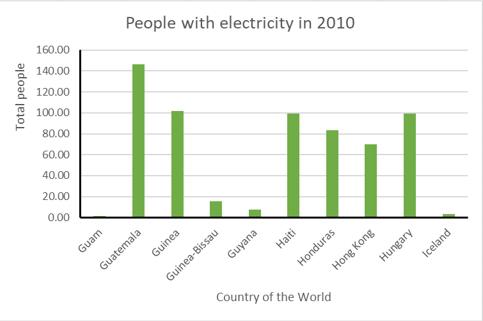 People with electricity in 2010
Total people
160.00
140.00
120.00
100.00
80.00
60.00
40.00
20.00
0.00
Guam
Guatemala
Guinea
Guinea-Bissau
Guyana
Haiti
Honduras
Hong Kong
Hungary
Iceland
Country of the World